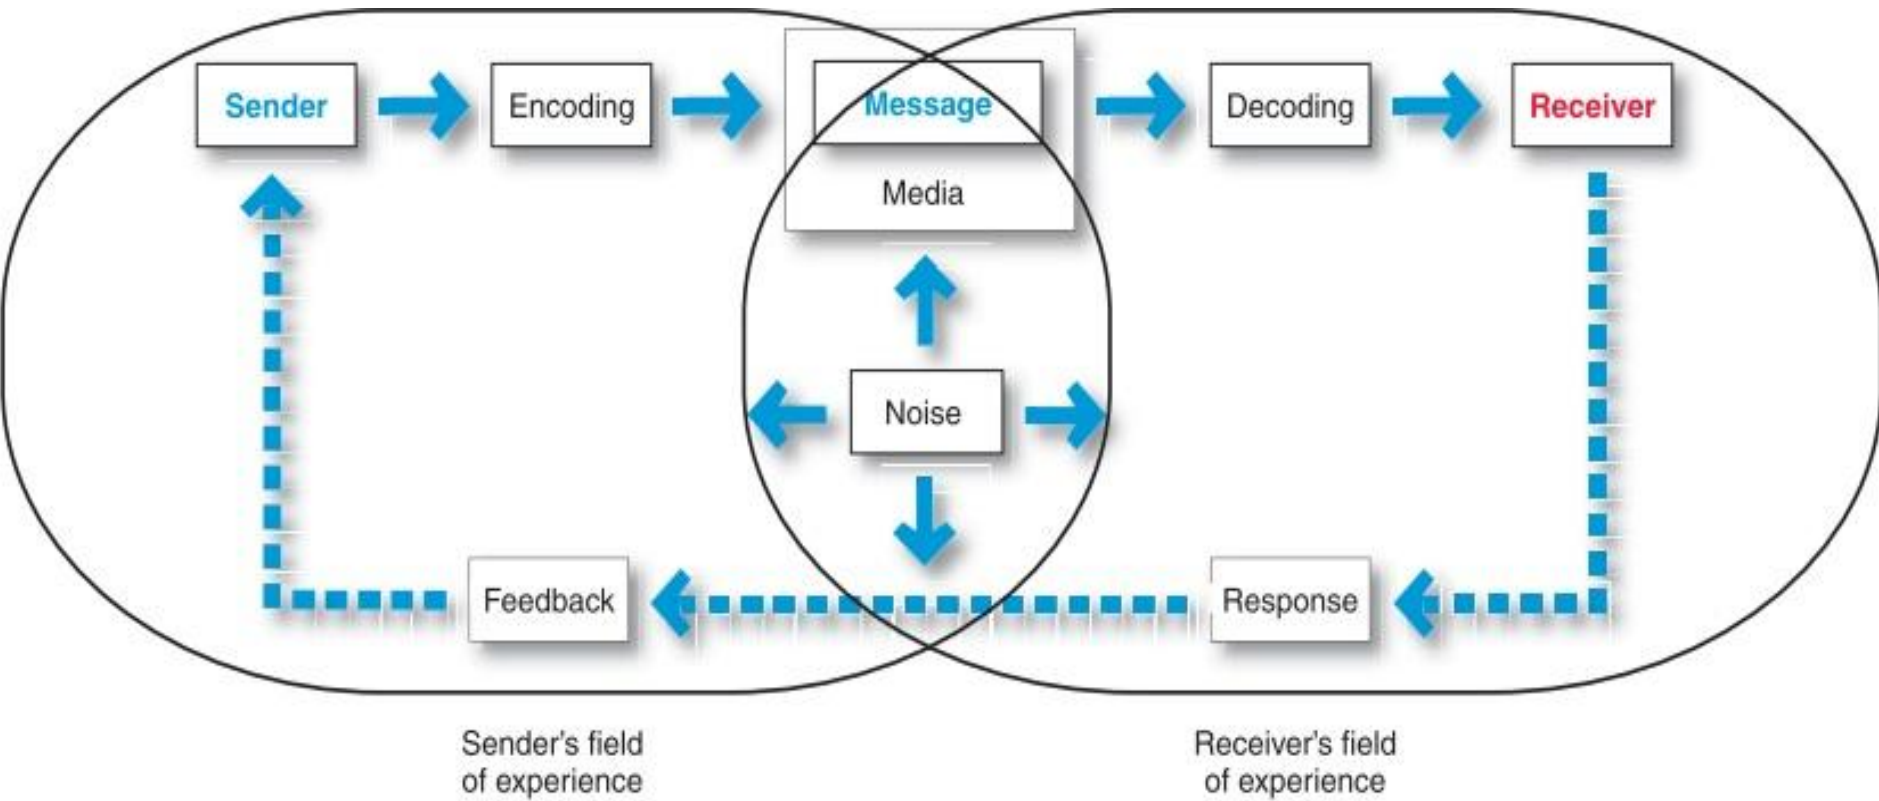 Sender
Encoding
Message
Decoding
Receiver
Media
Noise
Feedback
Response
Sender's field
of experience
Receiver's field
of experience